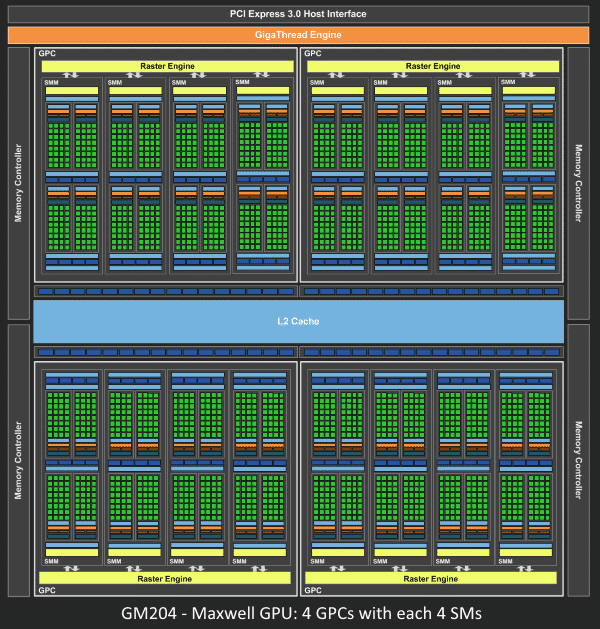 PCI Express 3.0 Host Interface
GigaThread Engine
GPC
GPC
Raster Engine
Raster Engine
SMM
SMM
SMM
SMM
SMM
SMM
SMM
SMM
Memory Controller
Memory Controller
L2 Cache
Memory Controller
Memory Controller
SMM
SMM
SMM
SMM
SMM
SMM
SMM
SMM
Raster Engine
Raster Engine
GPC
GPC
GM204 - Maxwell GPU: 4 GPCs with each 4 SMs